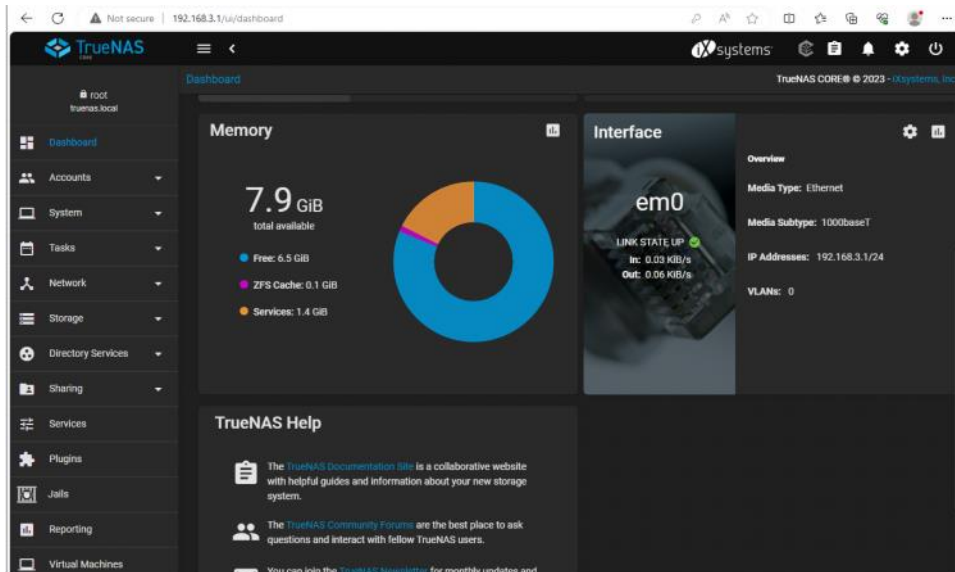 Not secure
192.168.3.1/ui/dashboard
TrueNAS
CORE
iXsystems
root
truenas.local
Dashboard
TrueNAS CORE® © 2023 - iXsystems, Inc
Dashboard
Accounts
System
Tasks
Network
Storage
Directory Services
Sharing
Services
Plugins
Jails
Reporting
Virtual Machines
Memory
7.9 GiB
total available
Free: 6.5 GiB
ZFS Cache: 0.1 GiB
Services: 1.4 GiB
Interface
em0
LINK STATE UP
In: 0.03 KiB/s
Out: 0.06 KiB/s
Overview
Media Type: Ethernet
Media Subtype: 1000baseT
IP Addresses: 192.168.3.1/24
VLANs: 0
TrueNAS Help
The TrueNAS Documentation Site is a collaborative website
with helpful guides and information about your new storage
system.
The TrueNAS Community Forums are the best place to ask
questions and interact with fellow TrueNAS users.
You can join the TrueNAS Newsletter for monthly updates and